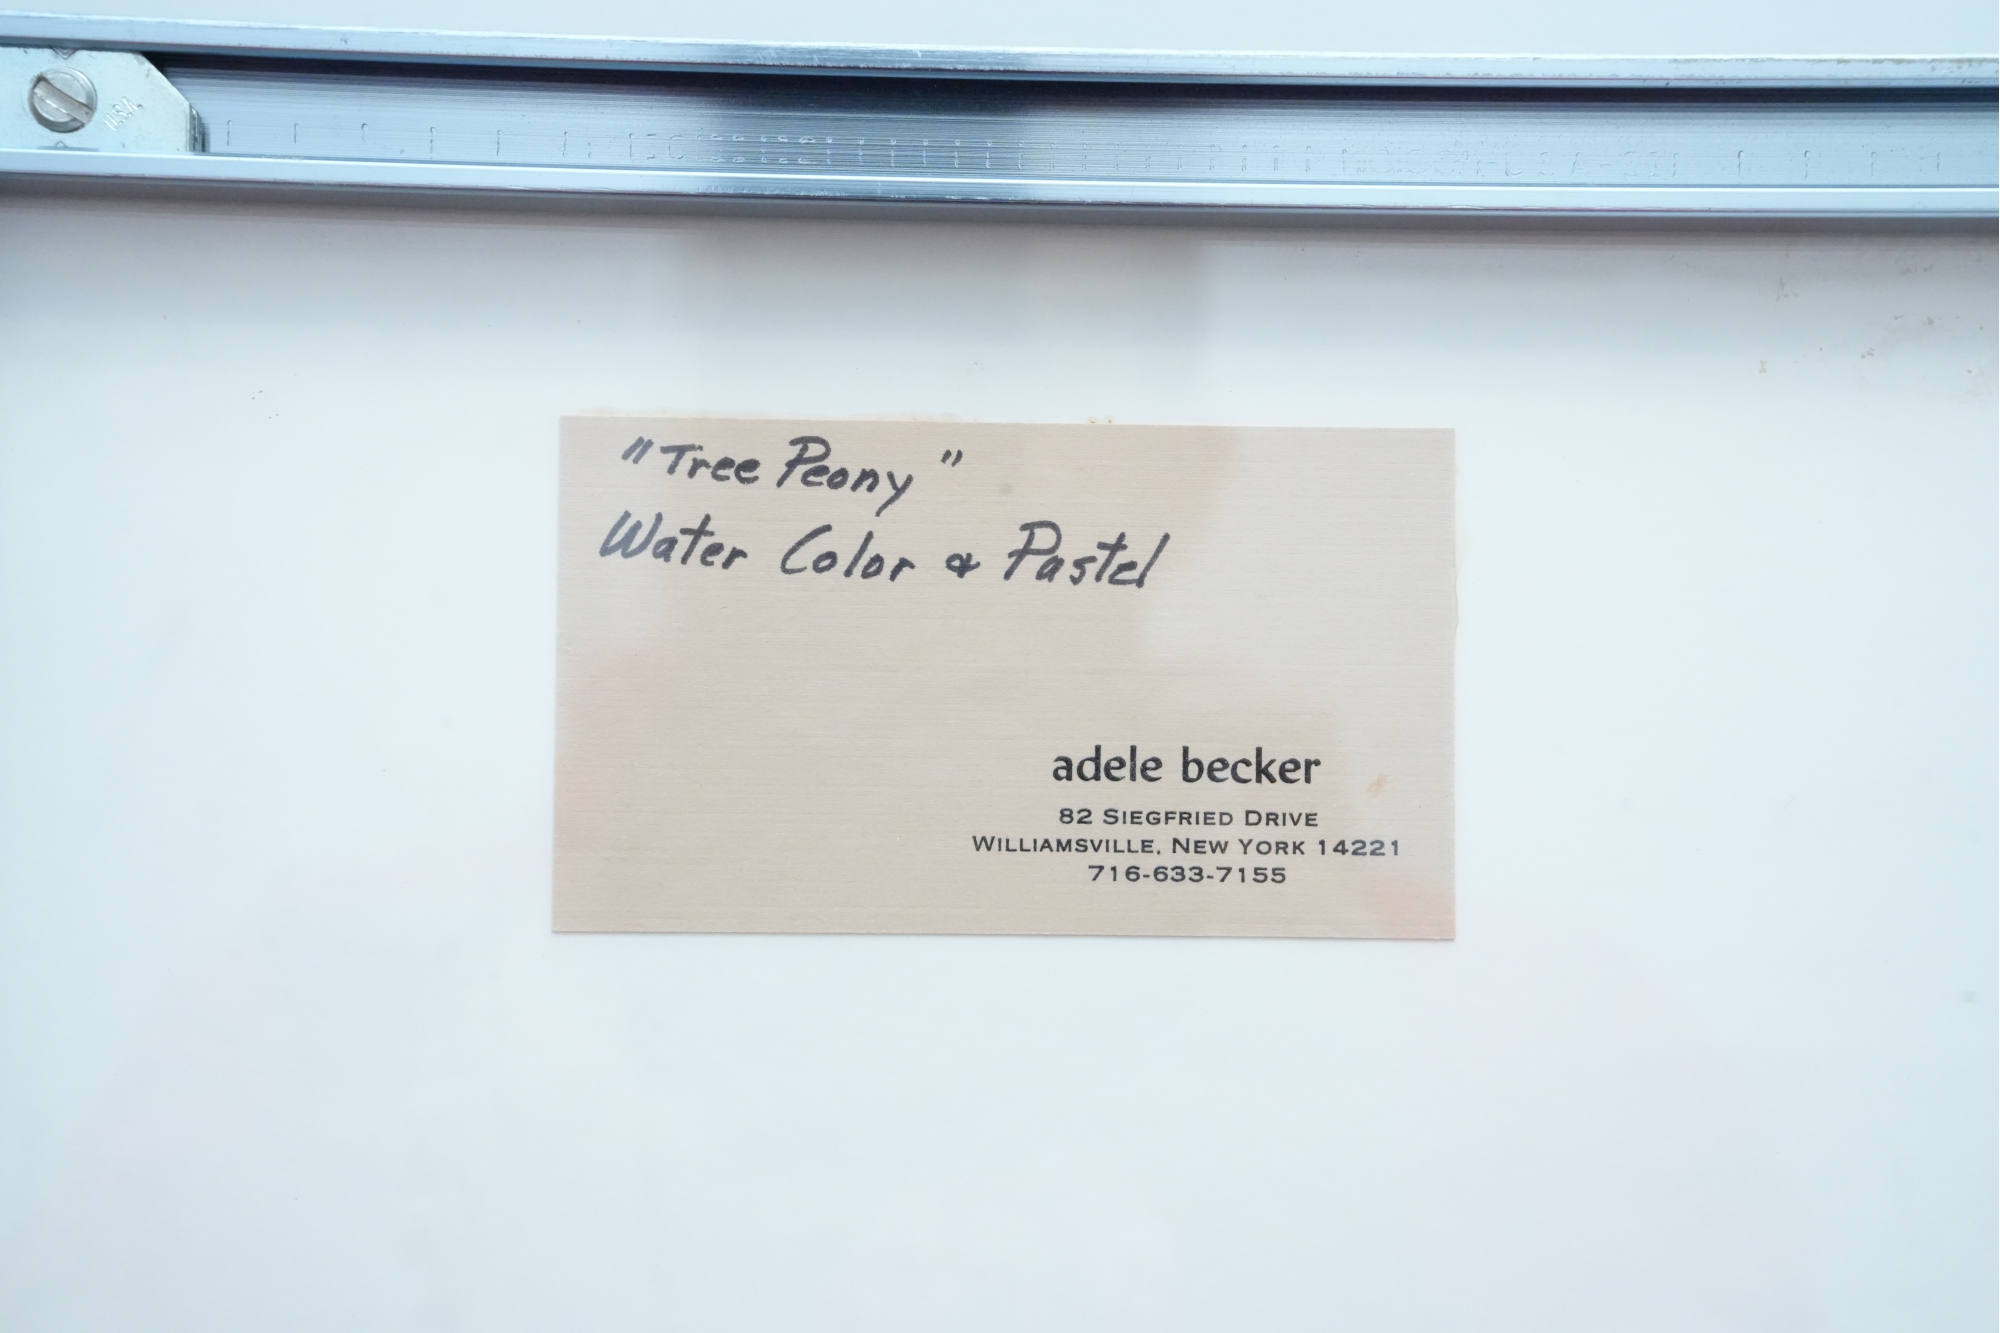 U.S.A.
"Tree Peony"
Water Color & Pastel
adele becker
82 SIEGFRIED DRIVE
WILLIAMSVILLE, NEW YORK 14221
716-633-7155